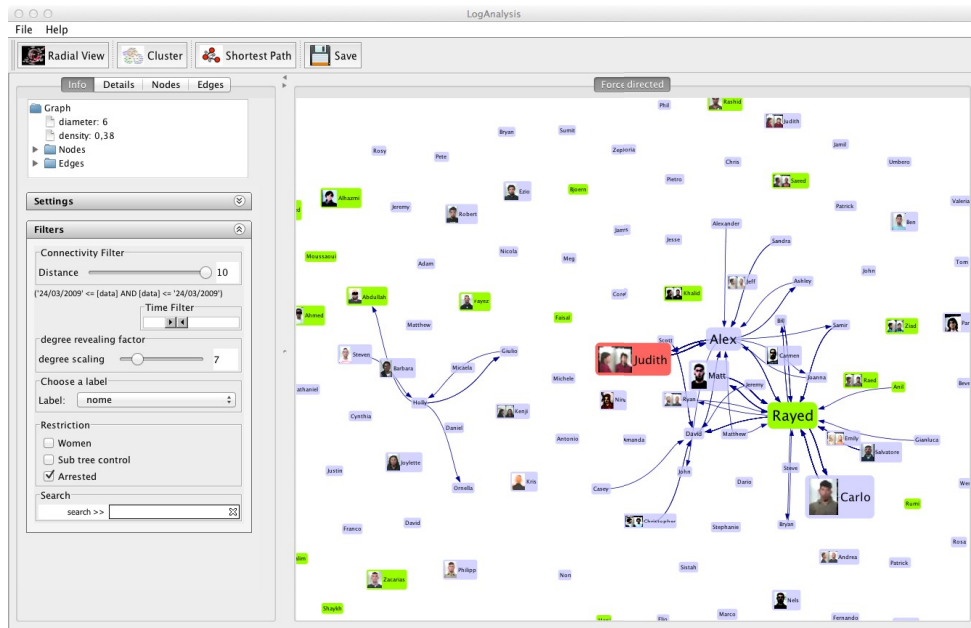 LogAnalysis
File Help
Radial View Cluster Shortest Path Save
Info Details Nodes Edges
Graph
diameter: 6
density: 0,38
Nodes
Edges
Settings
Filters
Connectivity Filter
Distance 10
('24/03/2009' <= [data] AND [data] <= '24/03/2009')
Time Filter
degree revealing factor
degree scaling 7
Choose a label
Label: nome
Restriction
Women
Sub tree control
Arrested
Search
search >>
Force directed
Phil
Rashid
Judith
Bryan
Sumit
Jamil
Rosy
Pete
Zepporia
Chris
Umbero
Pietro
Saeed
Alhazmi
Ezio
Bjoern
Jeremy
Robert
Patrick
Valeria
Ben
Alexander
James
Jesse
Sandra
Nicola
Moussaoui
Adam
Meg
John
Tom
Jeff
Ashley
Abdallah
Fayez
Khalid
Ahmed
Faisal
Bill
Samir
Ziad
Matthew
Scott
Alex
Steven
Barbara
Micaela
Giulio
Judith
Carmen
Matt
Joanna
Raed
Anil
Michele
Jeremy
Holly
Kenji
Ryan
Cynthia
Rayed
Daniel
Antonio
Amanda
David
Matthew
Emily
Gianluca
Salvatore
Justin
Joylette
John
Steve
Ornella
Kris
Casey
Dario
Carlo
Rumi
Franco
David
Christopher
Stephanie
Bryan
Rosa
Andrea
Patrick
Zacarias
Philipp
Sistah
Shaykh
Nels
Marco
Fernando